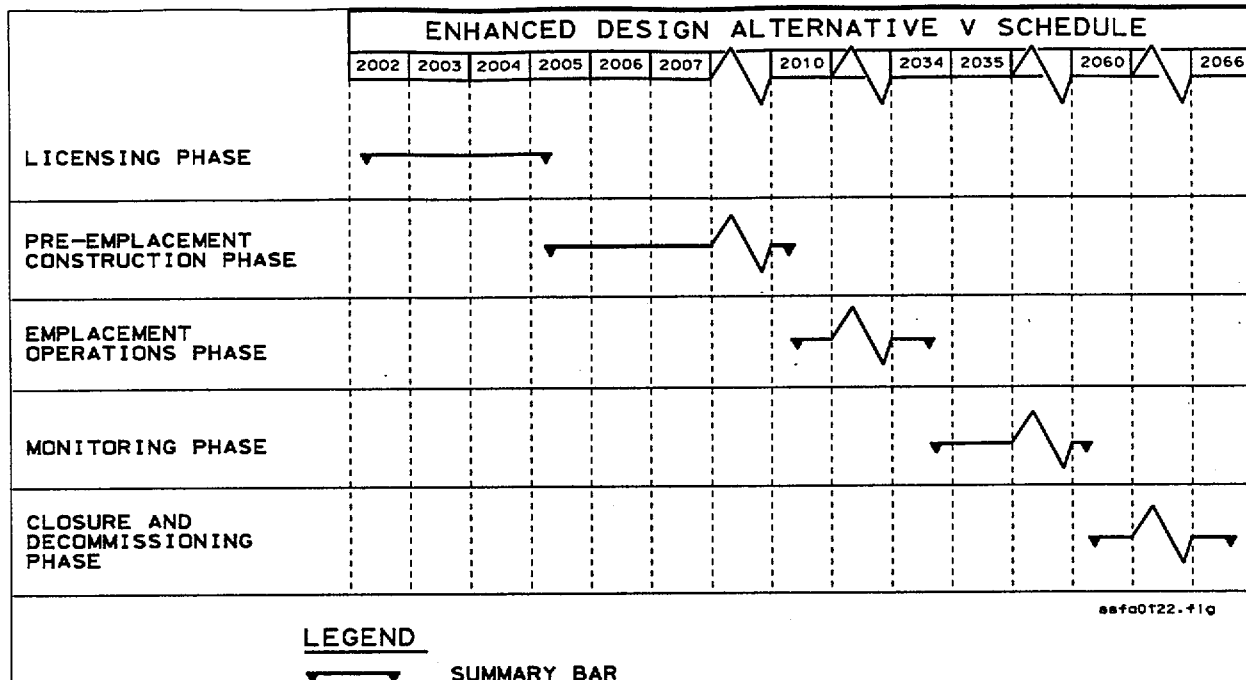 ENHANCED DESIGN ALTERNATIVE V SCHEDULE
2002 2003 2004 2005 2006 2007 2010 2034 2035 2060 2066
LICENSING PHASE
PRE-EMPLACEMENT
CONSTRUCTION PHASE
EMPLACEMENT
OPERATIONS PHASE
MONITORING PHASE
CLOSURE AND
DECOMMISSIONING
PHASE
LEGEND
SUMMARY BAR